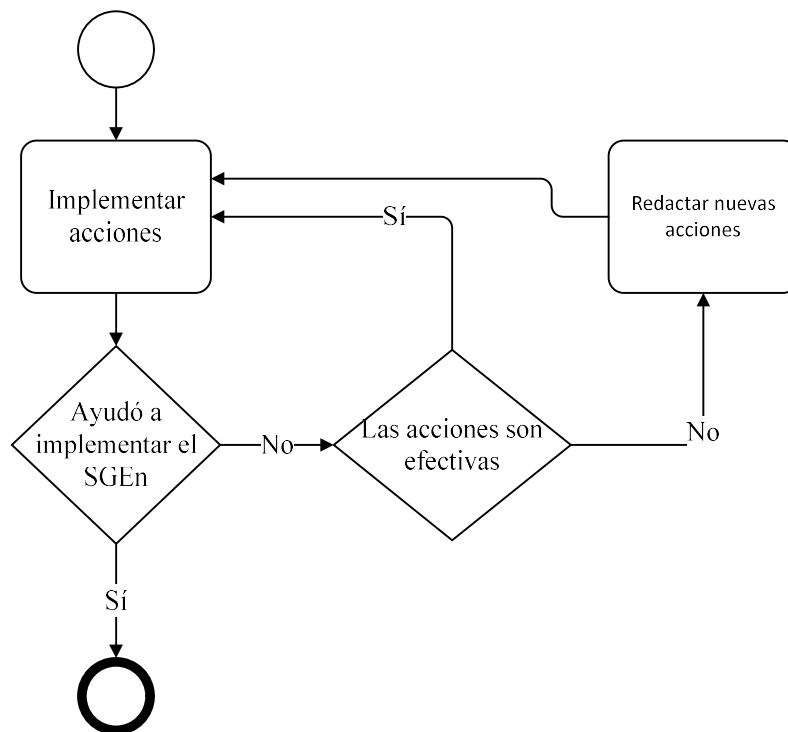 Implementar
acciones
Redactar nuevas
acciones
Sí
Ayudó a
implementar el
SGEn
No
Las acciones son
efectivas
No
Sí